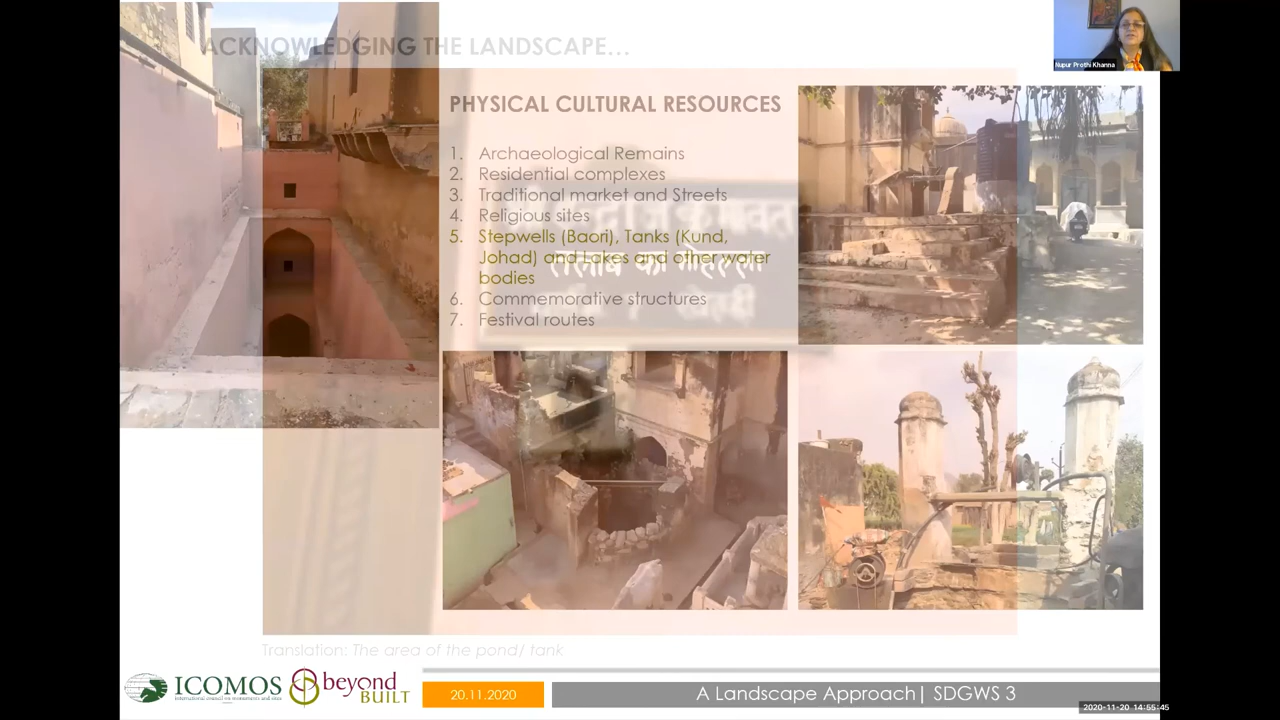 ACKNOWLEDGING THE LANDSCAPE...
Nupur Prothi Khanna
PHYSICAL CULTURAL RESOURCES
1. Archaeological Remains
2. Residential complexes
3. Traditional market and Streets
4. Religious sites
5. Stepwells (Baori), Tanks (Kund,
Johad) and Lakes and other water
bodies
6. Commemorative structures
7. Festival routes
तलाब का मोहल्ला
Translation: The area of the pond/ tank
ICOMOS
international council on monuments and sites
beyond
BUILT
20.11.2020
A Landscape Approach| SDGWS 3
2020-11-20 14:55:45